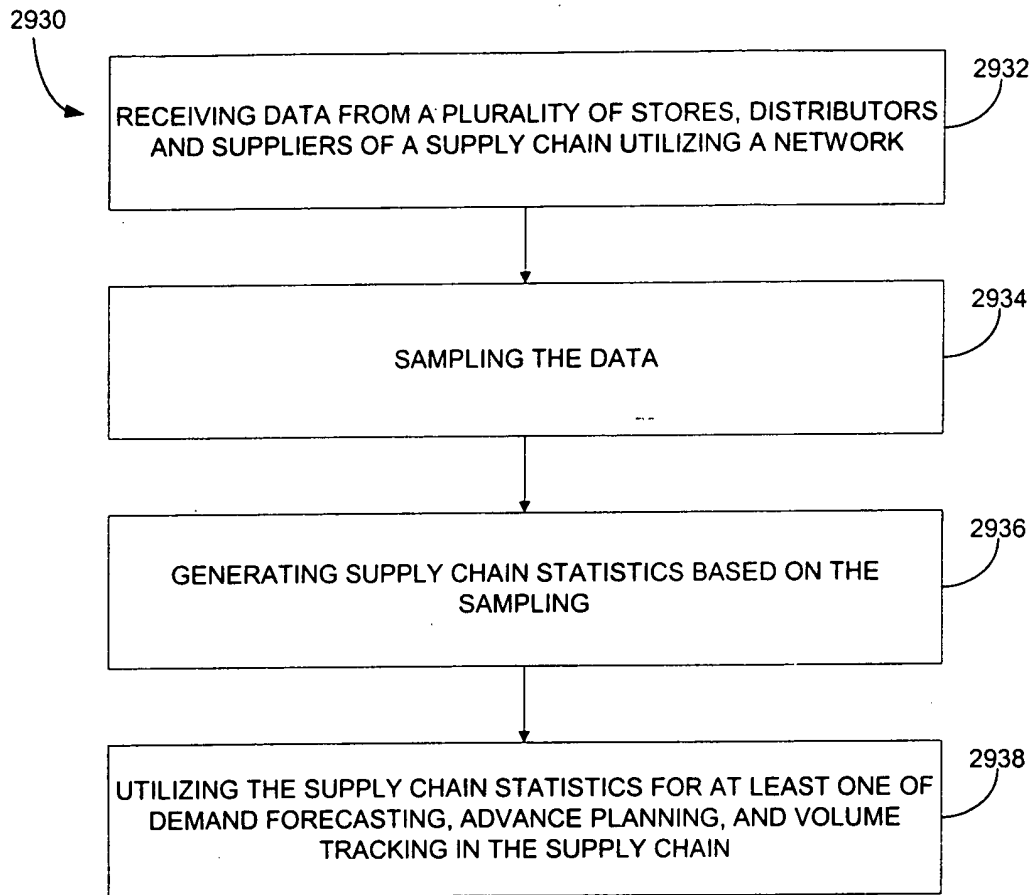 2930
2932
RECEIVING DATA FROM A PLURALITY OF STORES, DISTRIBUTORS
AND SUPPLIERS OF A SUPPLY CHAIN UTILIZING A NETWORK
2934
SAMPLING THE DATA
2936
GENERATING SUPPLY CHAIN STATISTICS BASED ON THE
SAMPLING
2938
UTILIZING THE SUPPLY CHAIN STATISTICS FOR AT LEAST ONE OF
DEMAND FORECASTING, ADVANCE PLANNING, AND VOLUME
TRACKING IN THE SUPPLY CHAIN